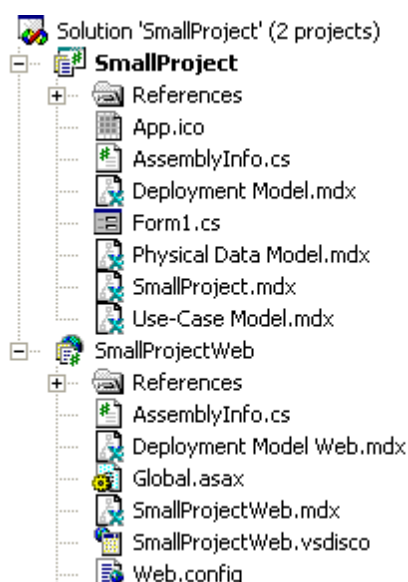 Solution 'SmallProject' (2 projects)
SmallProject
References
App.ico
AssemblyInfo.cs
Deployment Model.mdx
Form1.cs
Physical Data Model.mdx
SmallProject.mdx
Use-Case Model.mdx
SmallProjectWeb
References
AssemblyInfo.cs
Deployment Model Web.mdx
Global.asax
SmallProjectWeb.mdx
SmallProjectWeb.vsdisco
Web.config